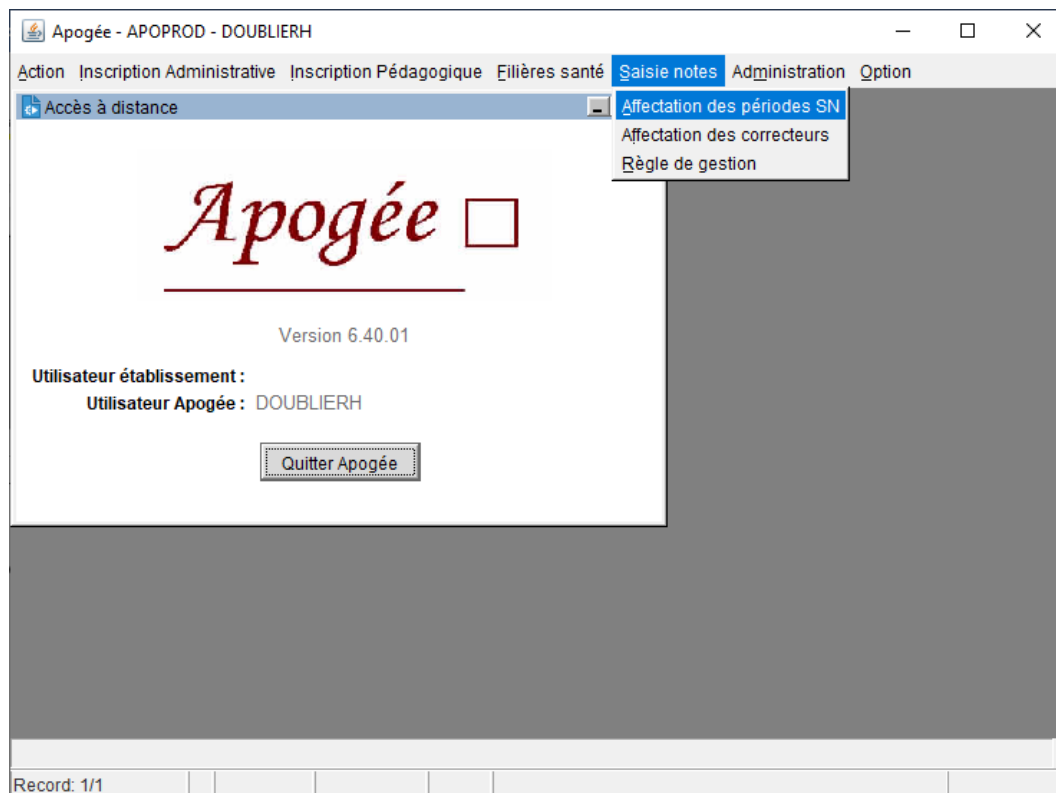 Apogée - APOPROD - DOUBLIERH
Action Inscription Administrative Inscription Pédagogique Filières santé Saisie notes Administration Option
Accès à distance
Affectation des périodes SN
Affectation des correcteurs
Règle de gestion
Apogée
Version 6.40.01
Utilisateur établissement :
Utilisateur Apogée : DOUBLIERH
Quitter Apogée
Record: 1/1